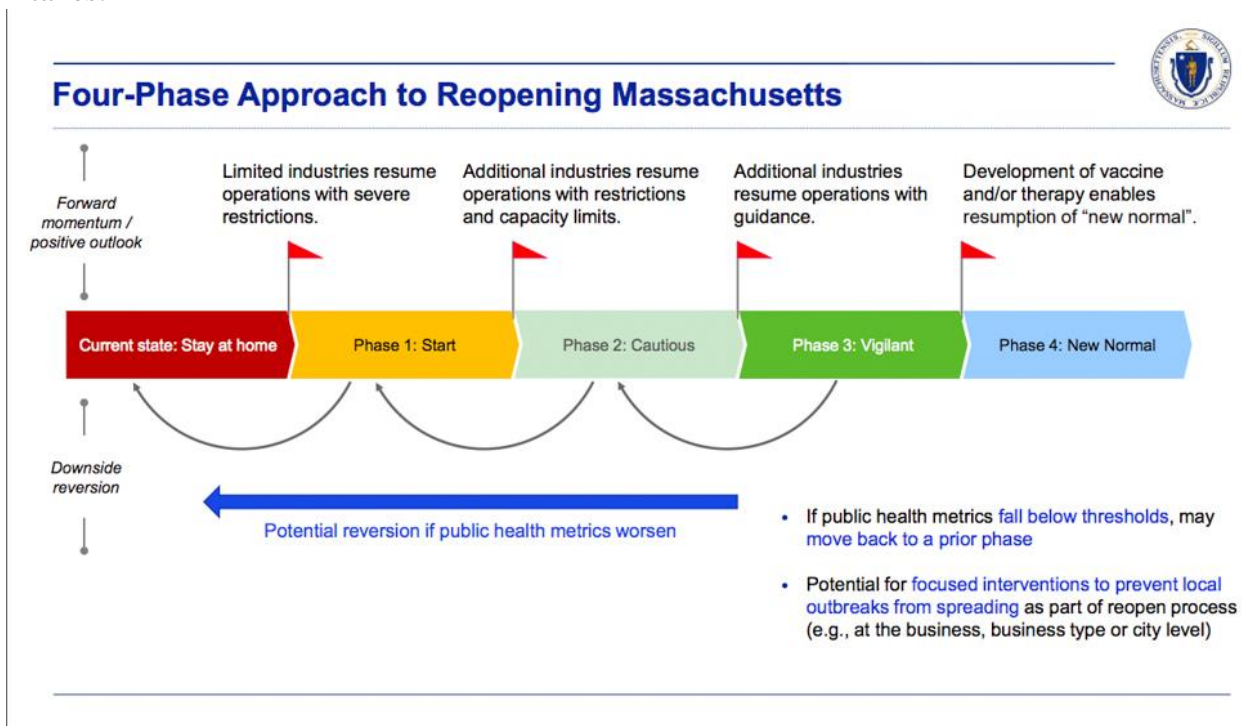 Four-Phase Approach to Reopening Massachusetts
Forward
momentum /
positive outlook
Limited industries resume
operations with severe
restrictions.
Additional industries resume
operations with restrictions
and capacity limits.
Additional industries
resume operations with
guidance.
Development of vaccine
and/or therapy enables
resumption of “new normal”.
Current state: Stay at home
Phase 1: Start
Phase 2: Cautious
Phase 3: Vigilant
Phase 4: New Normal
Downside
reversion
Potential reversion if public health metrics worsen
• If public health metrics fall below thresholds, may
move back to a prior phase
• Potential for focused interventions to prevent local
outbreaks from spreading as part of reopen process
(e.g., at the business, business type or city level)